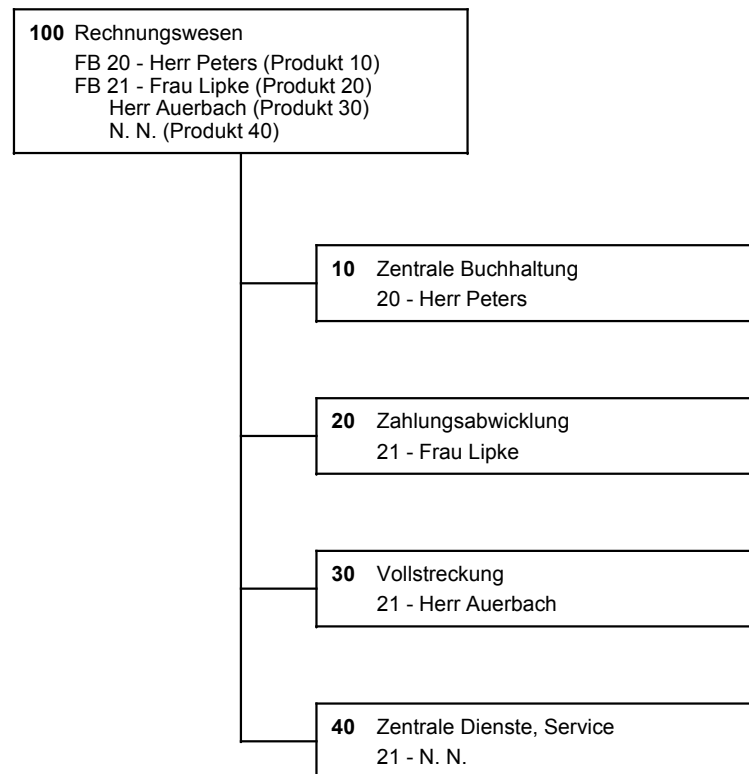 100 Rechnungswesen
FB 20 - Herr Peters (Produkt 10)
FB 21 - Frau Lipke (Produkt 20)
Herr Auerbach (Produkt 30)
N. N. (Produkt 40)
10 Zentrale Buchhaltung
20 - Herr Peters
20 Zahlungsabwicklung
21 - Frau Lipke
30 Vollstreckung
21 - Herr Auerbach
40 Zentrale Dienste, Service
21 - N. N.